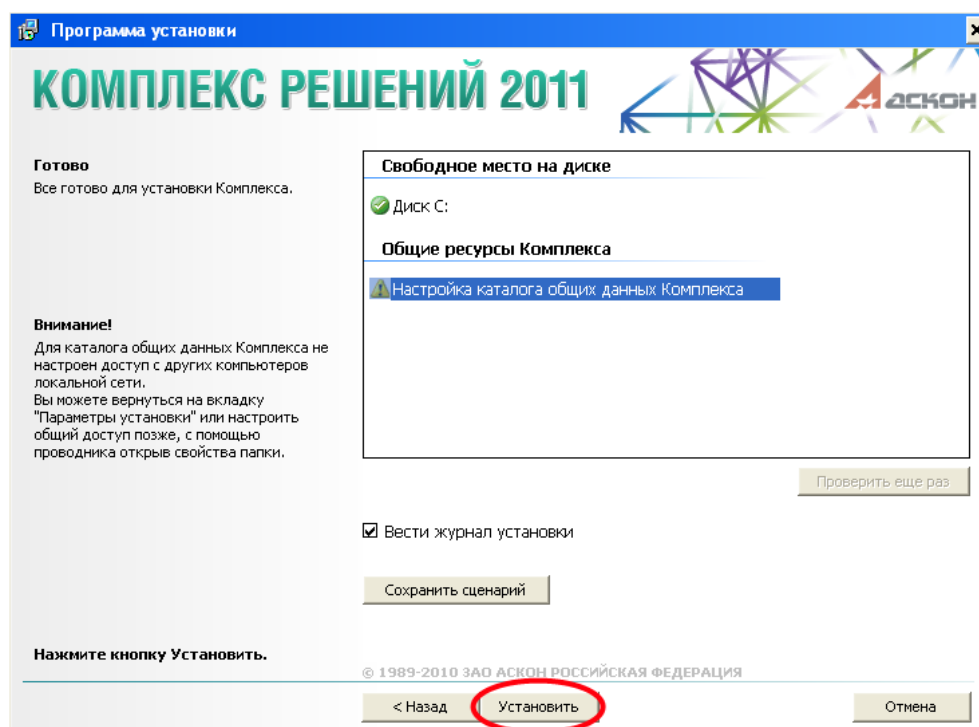 Программа установки
КОМПЛЕКС РЕШЕНИЙ 2011
АСКОН
Готово
Все готово для установки Комплекса.
Внимание!
Для каталога общих данных Комплекса не
настроен доступ с других компьютеров
локальной сети.
Вы можете вернуться на вкладку
"Параметры установки" или настроить
общий доступ позже, с помощью
проводника открыв свойства папки.
Нажмите кнопку Установить.
Свободное место на диске
Диск C:
Общие ресурсы Комплекса
Настройка каталога общих данных Комплекса
Проверить еще раз
Вести журнал установки
Сохранить сценарий
© 1989-2010 ЗАО АСКОН РОССИЙСКАЯ ФЕДЕРАЦИЯ
< Назад
Установить
Отмена